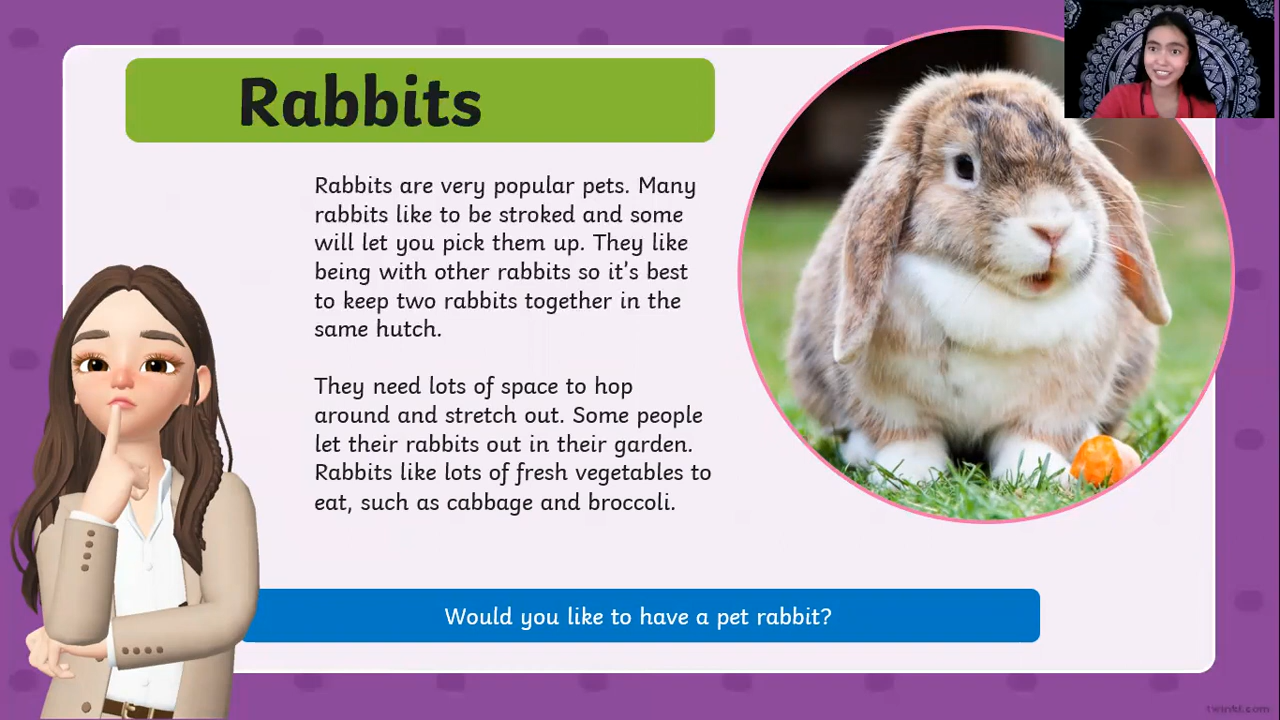 Rabbits
Rabbits are very popular pets. Many
rabbits like to be stroked and some
will let you pick them up. They like
being with other rabbits so it's best
to keep two rabbits together in the
same hutch.
They need lots of space to hop
around and stretch out. Some people
let their rabbits out in their garden.
Rabbits like lots of fresh vegetables to
eat, such as cabbage and broccoli.
Would you like to have a pet rabbit?
twinkl.com